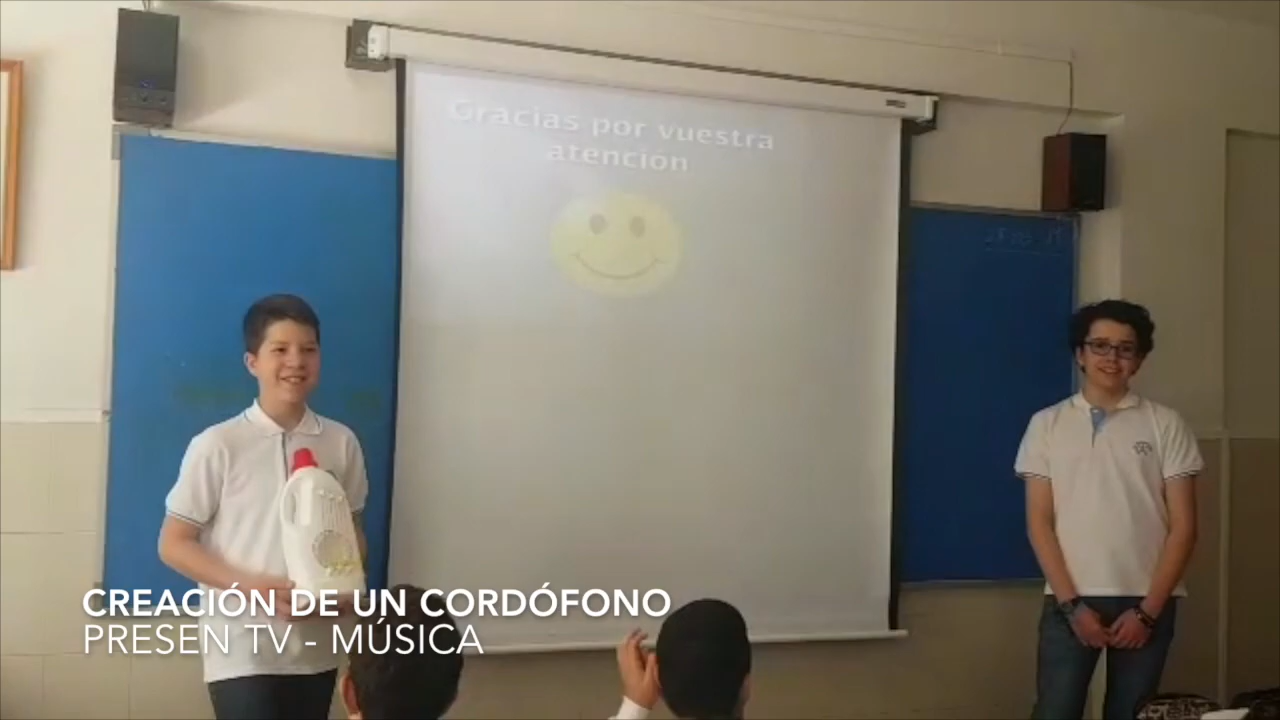 Gracias por vuestra
atención
CREACIÓN DE UN CORDÓFONO
PRESEN TV - MÚSICA